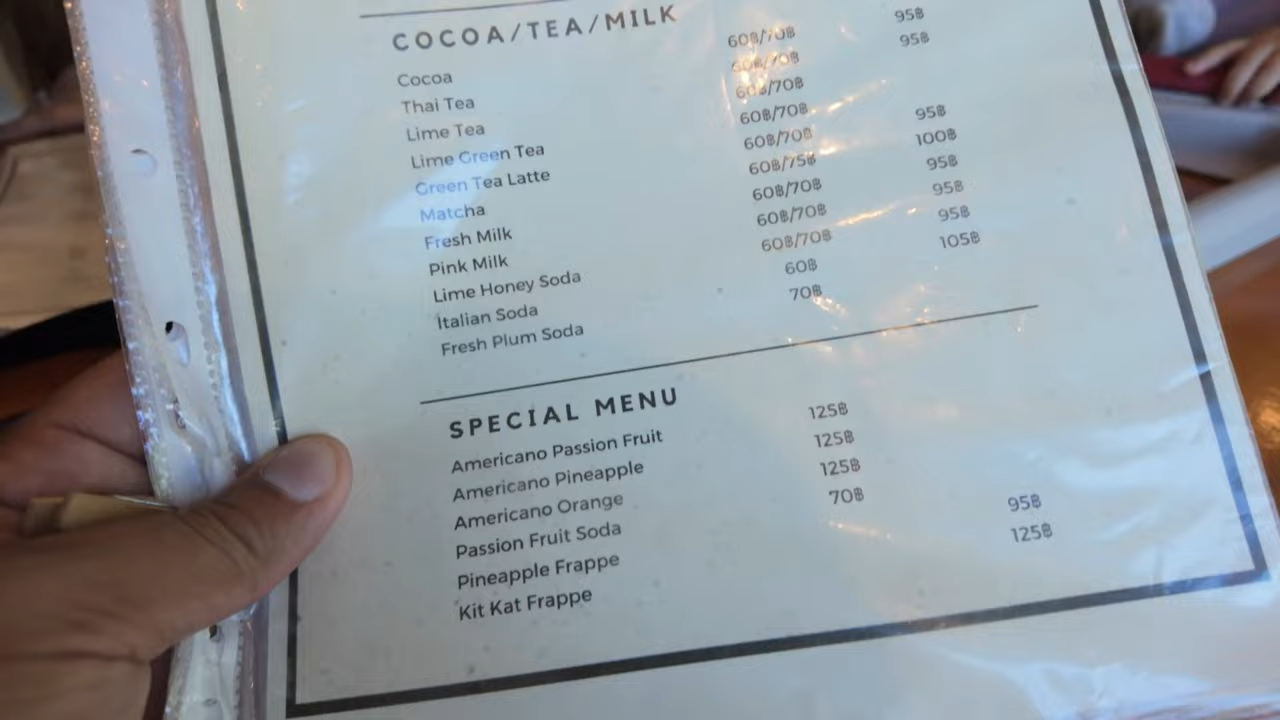 COCOA/TEA/MILK
Cocoa 60฿/70฿ 95฿
Thai Tea 60฿/70฿ 95฿
Lime Tea 60฿/70฿
Lime Green Tea 60฿/70฿
Green Tea Latte 60฿/70฿ 95฿
Matcha 60฿/75฿ 100฿
Fresh Milk 60฿/70฿ 95฿
Pink Milk 60฿/70฿ 95฿
Lime Honey Soda 60฿/70฿ 95฿
Italian Soda 60฿ 105฿
Fresh Plum Soda 70฿
SPECIAL MENU
Americano Passion Fruit 125฿
Americano Pineapple 125฿
Americano Orange 125฿
Passion Fruit Soda 70฿
Pineapple Frappe 95฿
Kit Kat Frappe 125฿